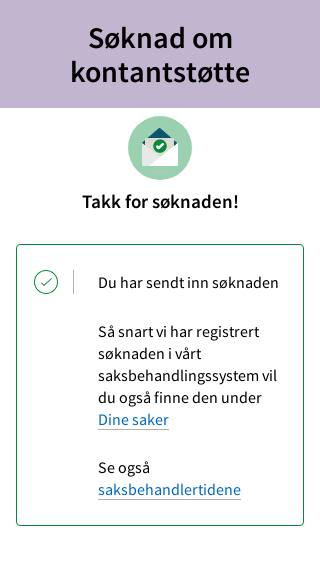 Søknad om
kontantstøtte
Takk for søknaden!
Du har sendt inn søknaden
Så snart vi har registrert
søknaden i vårt
saksbehandlingssystem vil
du også finne den under
Dine saker
Se også
saksbehandlertidene